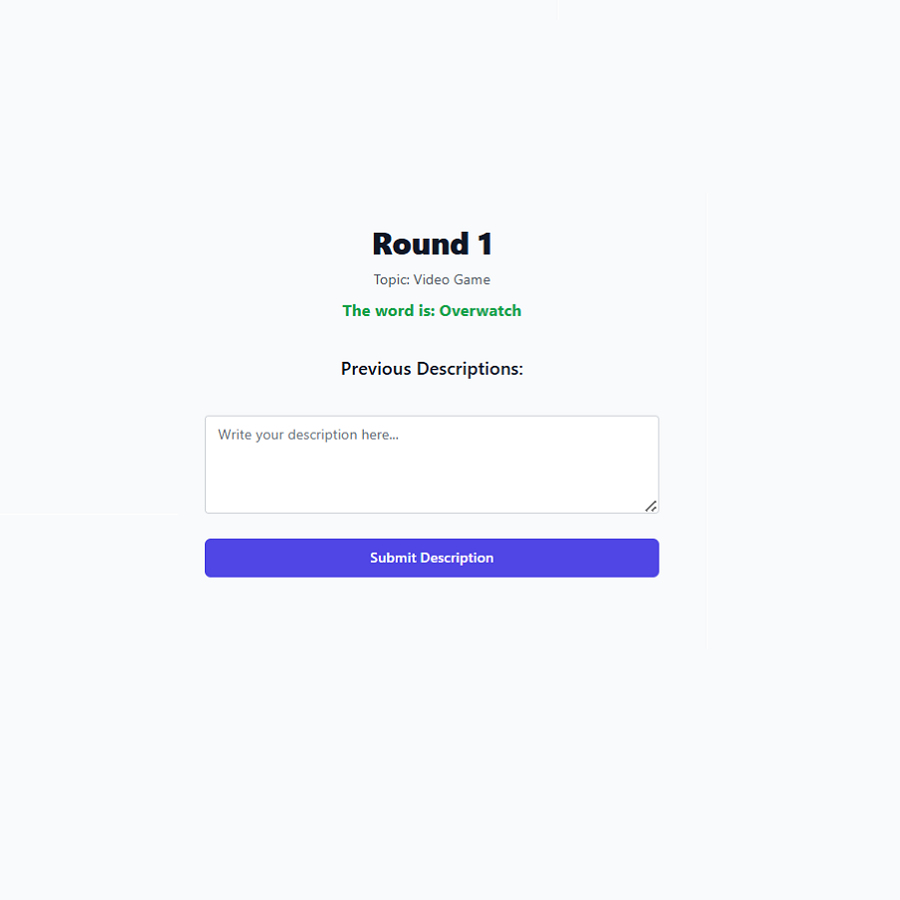 Round 1
Topic: Video Game
The word is: Overwatch
Previous Descriptions:
Write your description here...
Submit Description